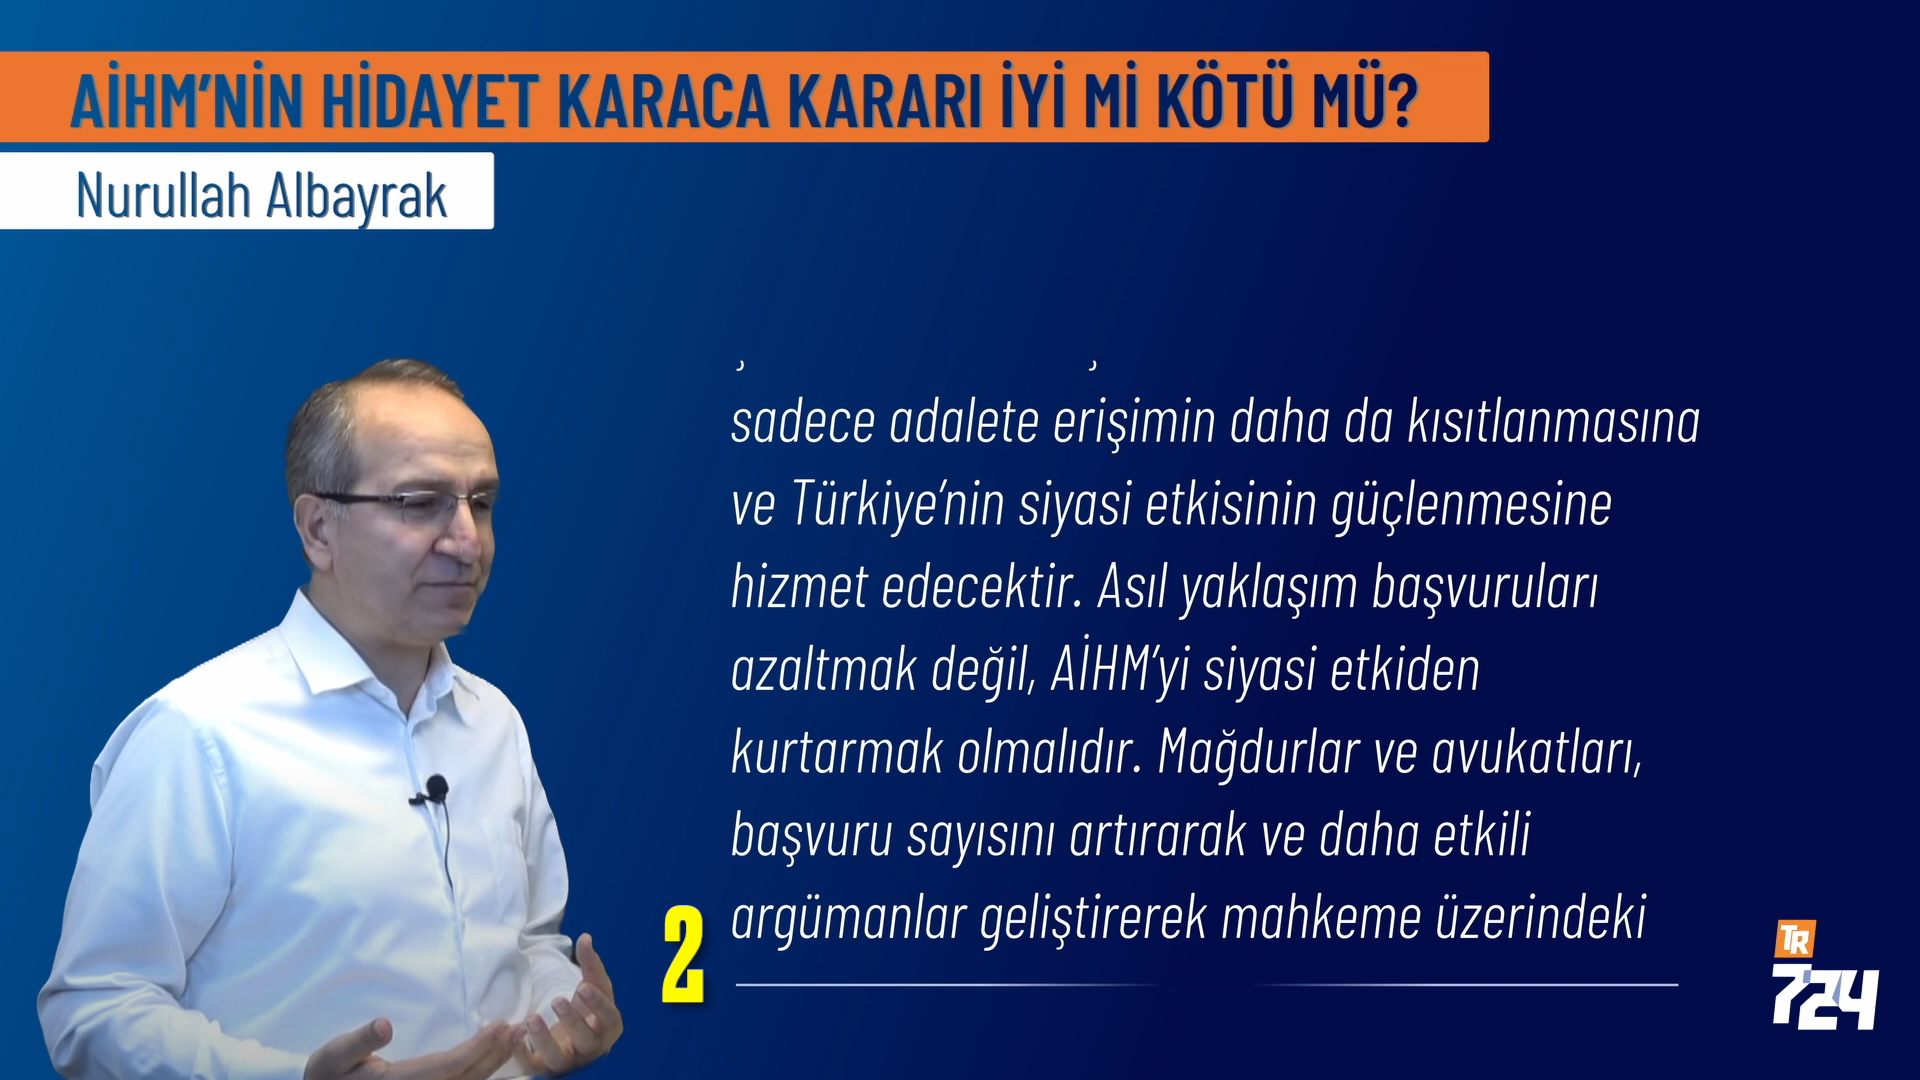 AİHM'NİN HİDAYET KARACA KARARI İYİ Mİ KÖTÜ MÜ?
Nurullah Albayrak
sadece adalete erişimin daha da kısıtlanmasına
ve Türkiye'nin siyasi etkisinin güçlenmesine
hizmet edecektir. Asıl yaklaşım başvuruları
azaltmak değil, AİHM'yi siyasi etkiden
kurtarmak olmalıdır. Mağdurlar ve avukatları,
başvuru sayısını artırarak ve daha etkili
argümanlar geliştirerek mahkeme üzerindeki
2
TR
724